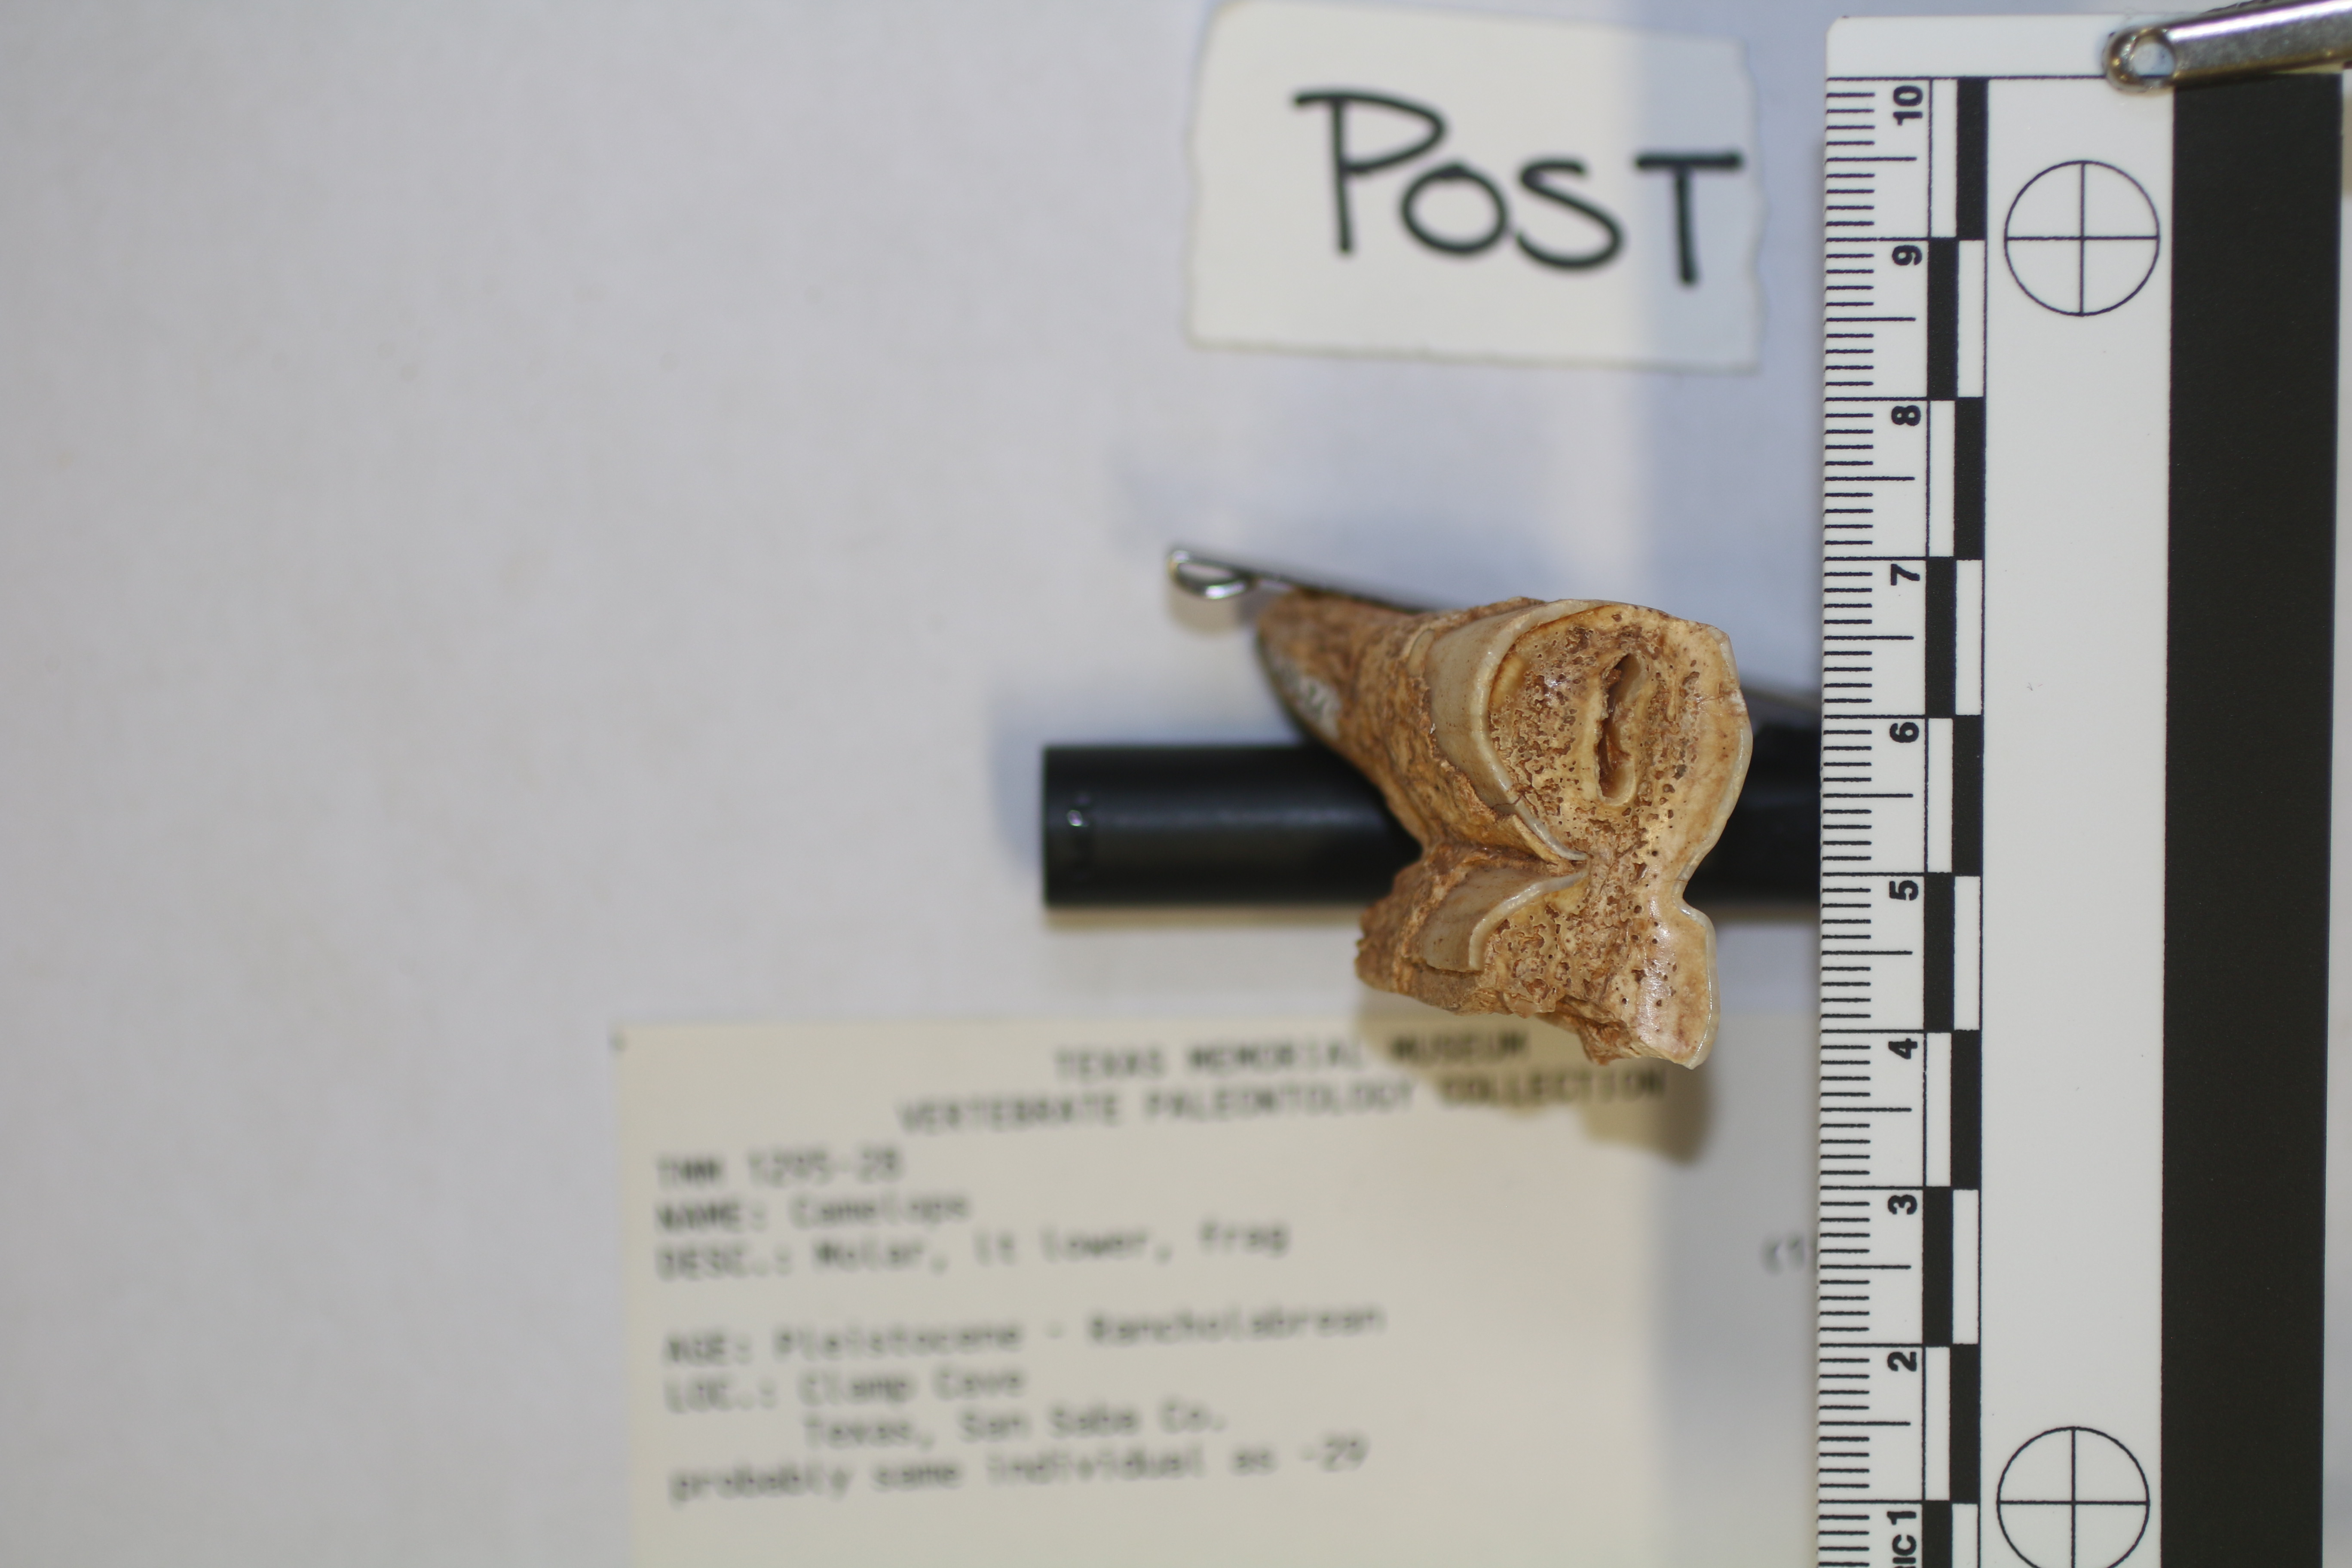 POST
10
9
8
7
6
5
4
3
2
1
TEXAS MEMORIAL MUSEUM
VERTEBRATE PALEONTOLOGY COLLECTION
TMM 1295-28
NAME: Camelops
DESC.: Molar, lt lower, frag
AGE: Pleistocene - Rancholabrean
LOC.: Clamp Cave
Texas, San Saba Co.
probably same individual as -29